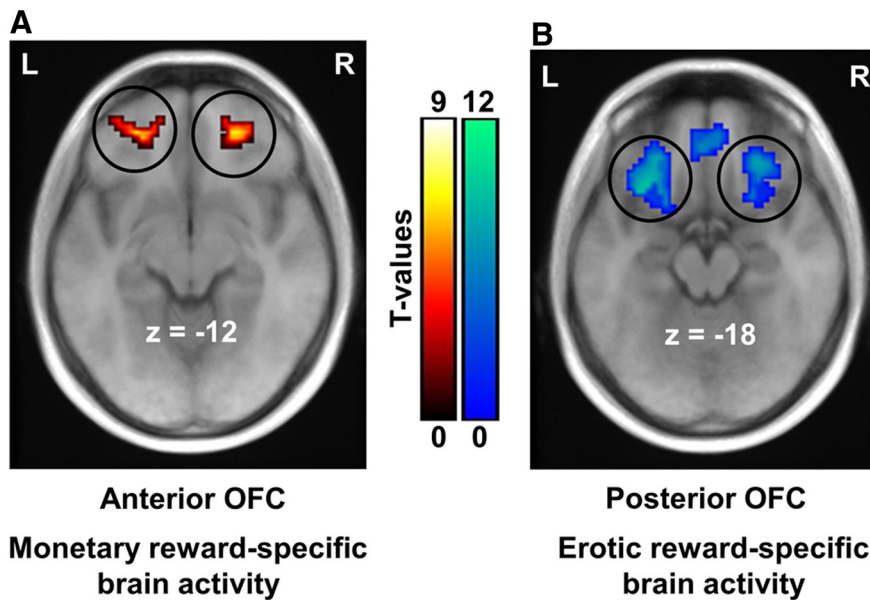 A
L
R
z = -12
Anterior OFC
Monetary reward-specific
brain activity
9 12
T-values
0 0
B
L
R
z = -18
Posterior OFC
Erotic reward-specific
brain activity